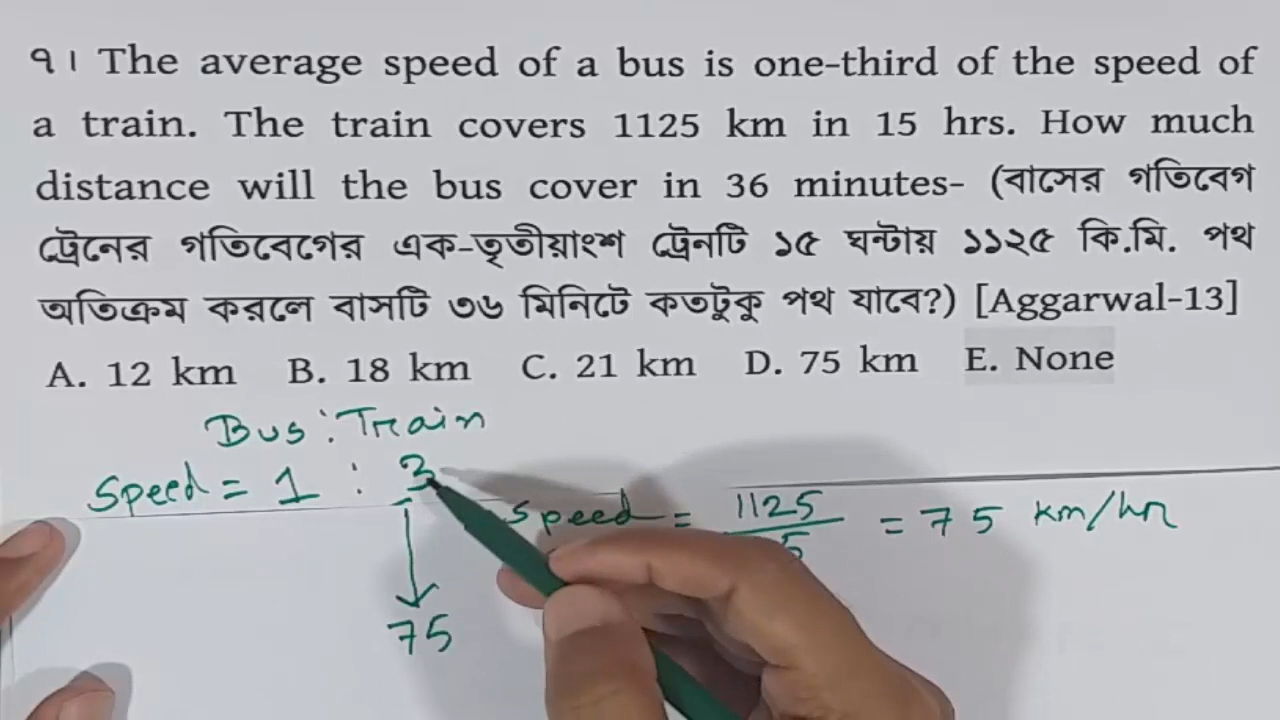 ৭। The average speed of a bus is one-third of the speed of
a train. The train covers 1125 km in 15 hrs. How much
distance will the bus cover in 36 minutes- (বাসের গতিবেগ
ট্রেনের গতিবেগের এক-তৃতীয়াংশ ট্রেনটি ১৫ ঘন্টায় ১১২৫ কি.মি. পথ
অতিক্রম করলে বাসটি ৩৬ মিনিটে কতটুকু পথ যাবে?) [Aggarwal-13]
A. 12 km B. 18 km C. 21 km D. 75 km E. None
Bus : Train
Speed = 1 : 3
Speed = 1125 / 5 = 75 km/hr
75